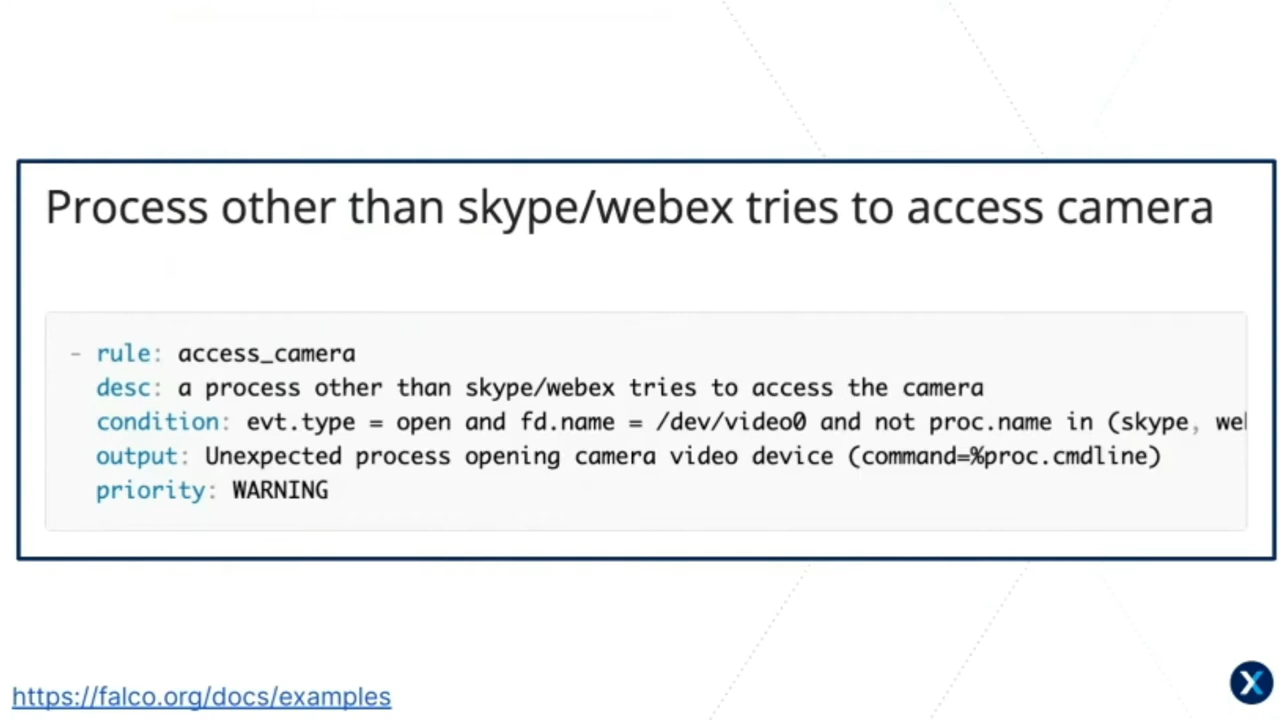 Process other than skype/webex tries to access camera
- rule: access_camera
desc: a process other than skype/webex tries to access the camera
condition: evt.type = open and fd.name = /dev/video0 and not proc.name in (skype,
output: Unexpected process opening camera video device (command=%proc.cmdline)
priority: WARNING
https://falco.org/docs/examples